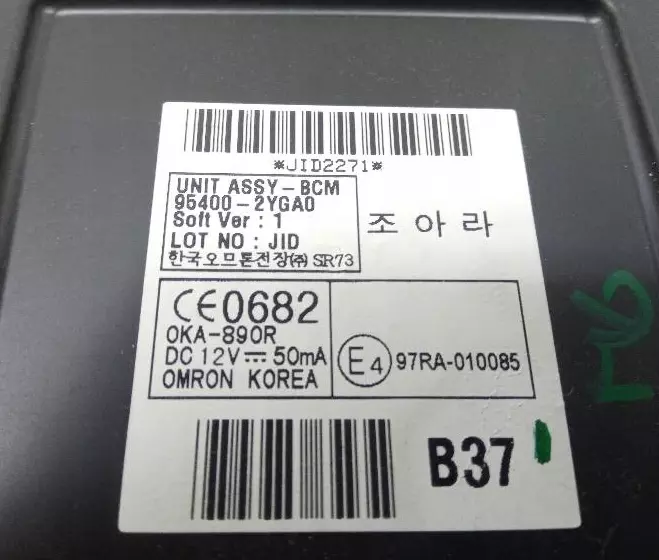 *JID2271*
UNIT ASSY-BCM
95400-2YGA0
Soft Ver : 1
LOT NO : JID
한국오므론전장㈜ SR73
조 아 라
CE0682
OKA-890R
DC 12V⎓50mA
OMRON KOREA
E4 97RA-010085
B37